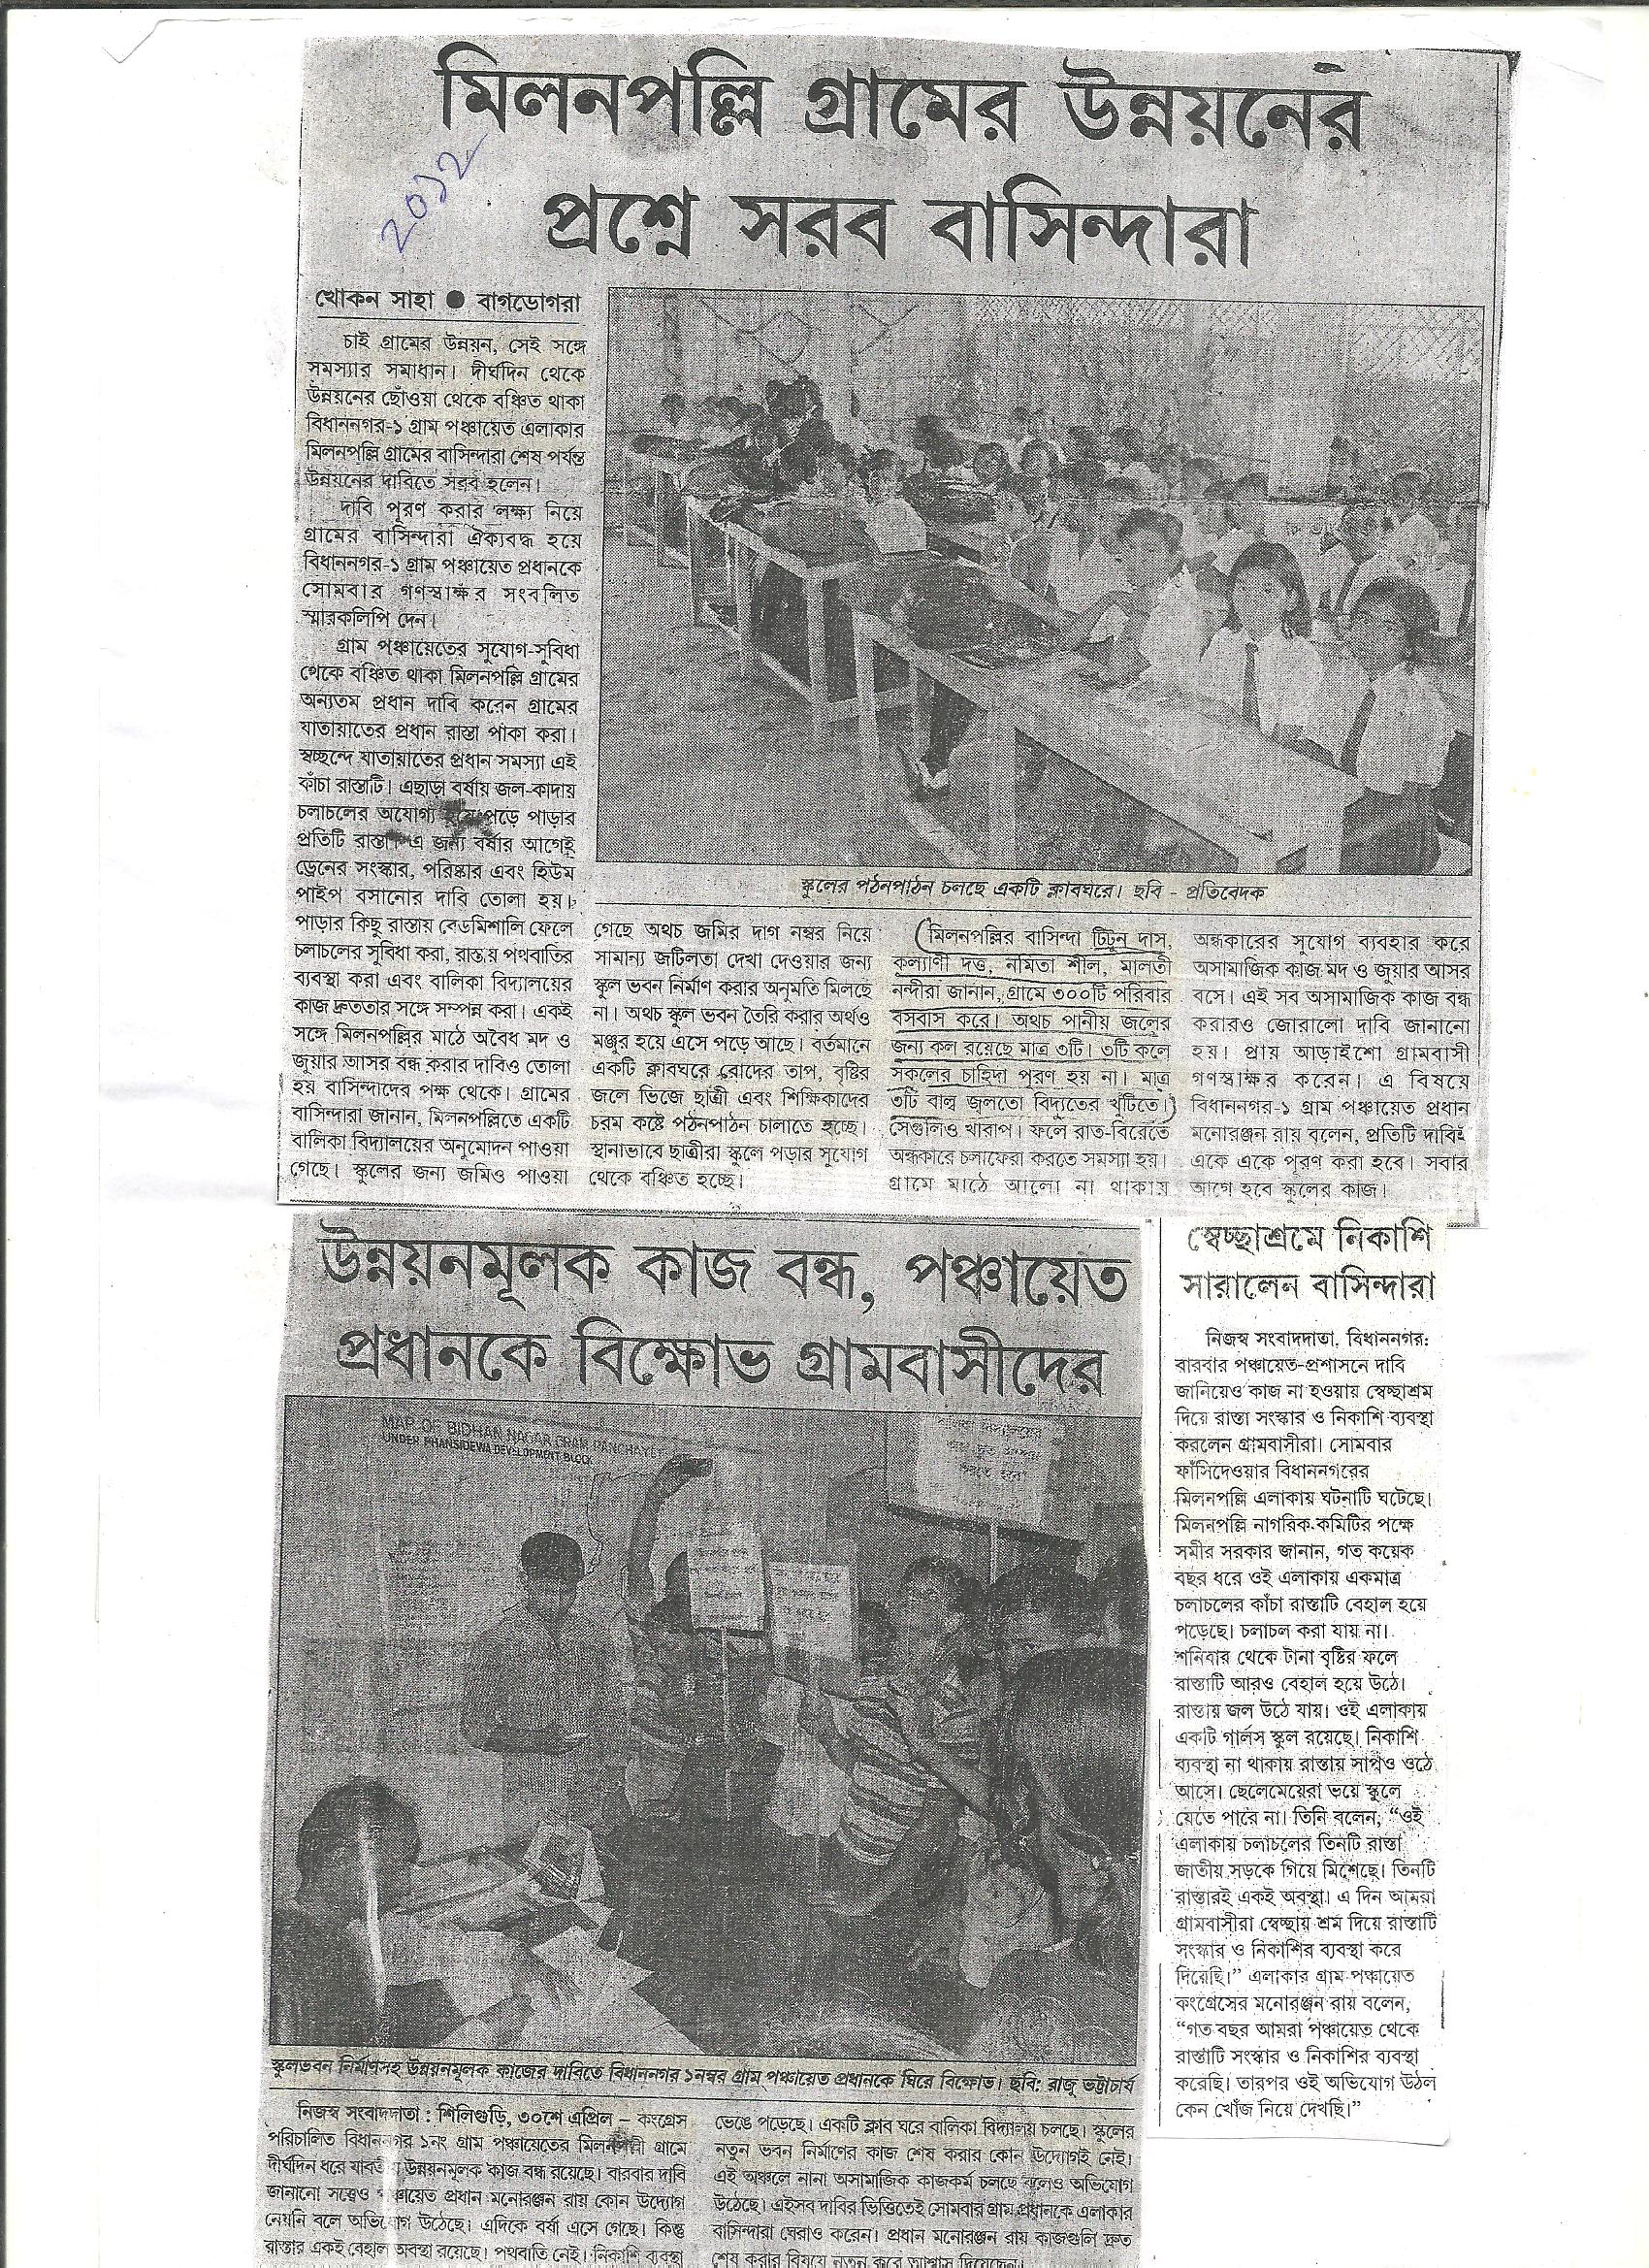 মিলনপল্লি গ্রামের উন্নয়নের
প্রশ্নে সরব বাসিন্দারা
2012
খোকন সাহা ● বাগডোগরা
চাই গ্রামের উন্নয়ন, সেই সঙ্গে
সমস্যার সমাধান। দীর্ঘদিন থেকে
উন্নয়নের ছোঁওয়া থেকে বঞ্চিত থাকা
বিধাননগর-১ গ্রাম পঞ্চায়েত এলাকার
মিলনপল্লি গ্রামের বাসিন্দারা শেষ পর্যন্ত
উন্নয়নের দাবিতে সরব হলেন।
দাবি পূরণ করার লক্ষ্য নিয়ে
গ্রামের বাসিন্দারা ঐক্যবদ্ধ হয়ে
বিধাননগর-১ গ্রাম পঞ্চায়েত প্রধানকে
সোমবার গণস্বাক্ষর সংবলিত
স্মারকলিপি দেন।
গ্রাম পঞ্চায়েতের সুযোগ-সুবিধা
থেকে বঞ্চিত থাকা মিলনপল্লি গ্রামের
অন্যতম প্রধান দাবি করেন গ্রামের
যাতায়াতের প্রধান রাস্তা পাকা করা।
স্বচ্ছন্দে যাতায়াতের প্রধান সমস্যা এই
কাঁচা রাস্তাটি। এছাড়া বর্ষায় জল-কাদায়
চলাচলের অযোগ্য হয়ে পড়ে পাড়ার
প্রতিটি রাস্তা। এ জন্য বর্ষার আগেই
ড্রেনের সংস্কার, পরিষ্কার এবং হিউম
পাইপ বসানোর দাবি তোলা হয়।
পাড়ার কিছু রাস্তায় বেডমিশালি ফেলে
চলাচলের সুবিধা করা, রাস্তায় পথবাতির
ব্যবস্থা করা এবং বালিকা বিদ্যালয়ের
কাজ দ্রুততার সঙ্গে সম্পন্ন করা। একই
সঙ্গে মিলনপল্লির মাঠে অবৈধ মদ ও
জুয়ার আসর বন্ধ করার দাবিও তোলা
হয় বাসিন্দাদের পক্ষ থেকে। গ্রামের
বাসিন্দারা জানান, মিলনপল্লিতে একটি
বালিকা বিদ্যালয়ের অনুমোদন পাওয়া
গেছে। স্কুলের জন্য জমিও পাওয়া
স্কুলের পঠনপাঠন চলছে একটি ক্লাবঘরে। ছবি - প্রতিবেদক
গেছে অথচ জমির দাগ নম্বর নিয়ে
সামান্য জটিলতা দেখা দেওয়ার জন্য
স্কুল ভবন নির্মাণ করার অনুমতি মিলছে
না। অথচ স্কুল ভবন তৈরি করার অর্থও
মঞ্জুর হয়ে এসে পড়ে আছে। বর্তমানে
একটি ক্লাবঘরে রোদের তাপ, বৃষ্টির
জলে ভিজে ছাত্রী এবং শিক্ষিকাদের
চরম কষ্টে পঠনপাঠন চালাতে হচ্ছে।
স্থানাভাবে ছাত্রীরা স্কুলে পড়ার সুযোগ
থেকে বঞ্চিত হচ্ছে।
মিলনপল্লির বাসিন্দা টিটুন দাস,
কল্যাণী দত্ত, নমিতা শীল, মালতী
নন্দীরা জানান, গ্রামে ৩০০টি পরিবার
বসবাস করে। অথচ পানীয় জলের
জন্য কল রয়েছে মাত্র ৩টি। ৩টি কলে
সকলের চাহিদা পূরণ হয় না। মাত্র
৩টি বাল্ব জ্বলতো বিদ্যুতের খুঁটিতে।
সেগুলিও খারাপ। ফলে রাত-বিরেতে
অন্ধকারে চলাফেরা করতে সমস্যা হয়।
গ্রামে মাঠে আলো না থাকায়
অন্ধকারের সুযোগ ব্যবহার করে
অসামাজিক কাজ মদ ও জুয়ার আসর
বসে। এই সব অসামাজিক কাজ বন্ধ
করারও জোরালো দাবি জানানো
হয়। প্রায় আড়াইশো গ্রামবাসী
গণস্বাক্ষর করেন। এ বিষয়ে
বিধাননগর-১ গ্রাম পঞ্চায়েত প্রধান
মনোরঞ্জন রায় বলেন, প্রতিটি দাবিই
একে একে পূরণ করা হবে। সবার
আগে হবে স্কুলের কাজ।
উন্নয়নমূলক কাজ বন্ধ, পঞ্চায়েত
প্রধানকে বিক্ষোভ গ্রামবাসীদের
MAP OF BIDHAN NAGAR GRAM PANCHAYET
UNDER PHANSIDEWA DEVELOPMENT BLOCK
স্কুলভবন নির্মাণসহ উন্নয়নমূলক কাজের দাবিতে বিধাননগর ১নম্বর গ্রাম পঞ্চায়েত প্রধানকে ঘিরে বিক্ষোভ। ছবি: রাজু ভট্টাচার্য
নিজস্ব সংবাদদাতা : শিলিগুড়ি, ৩০শে এপ্রিল – কংগ্রেস
পরিচালিত বিধাননগর ১নং গ্রাম পঞ্চায়েতের মিলনপল্লী গ্রামে
দীর্ঘদিন ধরে যাবতীয় উন্নয়নমূলক কাজ বন্ধ রয়েছে। বারবার দাবি
জানানো সত্ত্বেও পঞ্চায়েত প্রধান মনোরঞ্জন রায় কোন উদ্যোগ
নেয়নি বলে অভিযোগ উঠেছে। এদিকে বর্ষা এসে গেছে। কিন্তু
রাস্তার একই বেহাল অবস্থা রয়েছে। পথবাতি নেই। নিকাশি ব্যবস্থা
ভেঙে পড়েছে। একটি ক্লাব ঘরে বালিকা বিদ্যালয় চলছে। স্কুলের
নতুন ভবন নির্মাণের কাজ শেষ করার কোন উদ্যোগই নেই।
এই অঞ্চলে নানা অসামাজিক কাজকর্ম চলছে বলেও অভিযোগ
উঠেছে। এইসব দাবির ভিত্তিতেই সোমবার গ্রাম প্রধানকে এলাকার
বাসিন্দারা ঘেরাও করেন। প্রধান মনোরঞ্জন রায় কাজগুলি দ্রুত
শেষ করার বিষয়ে নতুন করে আশ্বাস দিয়েছেন।
স্বেচ্ছাশ্রমে নিকাশি
সারালেন বাসিন্দারা
নিজস্ব সংবাদদাতা, বিধাননগর:
বারবার পঞ্চায়েত-প্রশাসনে দাবি
জানিয়েও কাজ না হওয়ায় স্বেচ্ছাশ্রম
দিয়ে রাস্তা সংস্কার ও নিকাশি ব্যবস্থা
করলেন গ্রামবাসীরা। সোমবার
ফাঁসিদেওয়ার বিধাননগরের
মিলনপল্লি এলাকায় ঘটনাটি ঘটেছে।
মিলনপল্লি নাগরিক কমিটির পক্ষে
সমীর সরকার জানান, গত কয়েক
বছর ধরে ওই এলাকায় একমাত্র
চলাচলের কাঁচা রাস্তাটি বেহাল হয়ে
পড়েছে। চলাচল করা যায় না।
শনিবার থেকে টানা বৃষ্টির ফলে
রাস্তাটি আরও বেহাল হয়ে উঠে।
রাস্তায় জল উঠে যায়। ওই এলাকায়
একটি গার্লস স্কুল রয়েছে। নিকাশি
ব্যবস্থা না থাকায় রাস্তায় সাপও ওঠে
আসে। ছেলেমেয়েরা ভয়ে স্কুলে
যেতে পারে না। তিনি বলেন, “ওই
এলাকায় চলাচলের তিনটি রাস্তা
জাতীয় সড়কে গিয়ে মিশেছে। তিনটি
রাস্তারই একই অবস্থা। এ দিন আমরা
গ্রামবাসীরা স্বেচ্ছায় শ্রম দিয়ে রাস্তাটি
সংস্কার ও নিকাশির ব্যবস্থা করে
দিয়েছি।” এলাকার গ্রাম পঞ্চায়েত
কংগ্রেসের মনোরঞ্জন রায় বলেন,
“গত বছর আমরা পঞ্চায়েত থেকে
রাস্তাটি সংস্কার ও নিকাশির ব্যবস্থা
করেছি। তারপর ওই অভিযোগ উঠল
কেন খোঁজ নিয়ে দেখছি।”